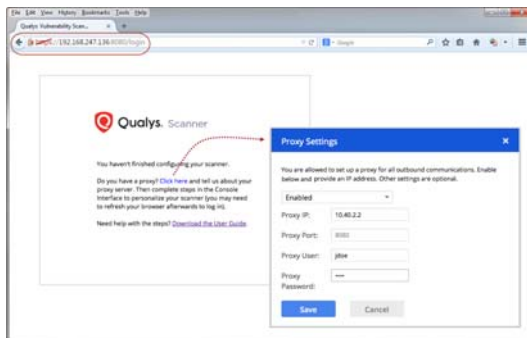 File Edit View History Bookmarks Tools Help
Qualys Vulnerability Scan...
https://192.168.247.136:8080/login
Google
Qualys. Scanner
You haven't finished configuring your scanner.
Do you have a proxy? Click here and tell us about your
proxy server. Then complete steps in the Console
Interface to personalize your scanner (you may need
to refresh your browser afterwards to log in).
Need help with the steps? Download the User Guide
Proxy Settings
You are allowed to set up a proxy for all outbound communications. Enable
below and provide an IP address. Other settings are optional.
Enabled
Proxy IP: 10.40.2.2
Proxy Port: 8080
Proxy User: jdoe
Proxy
Password: ••••
Save Cancel